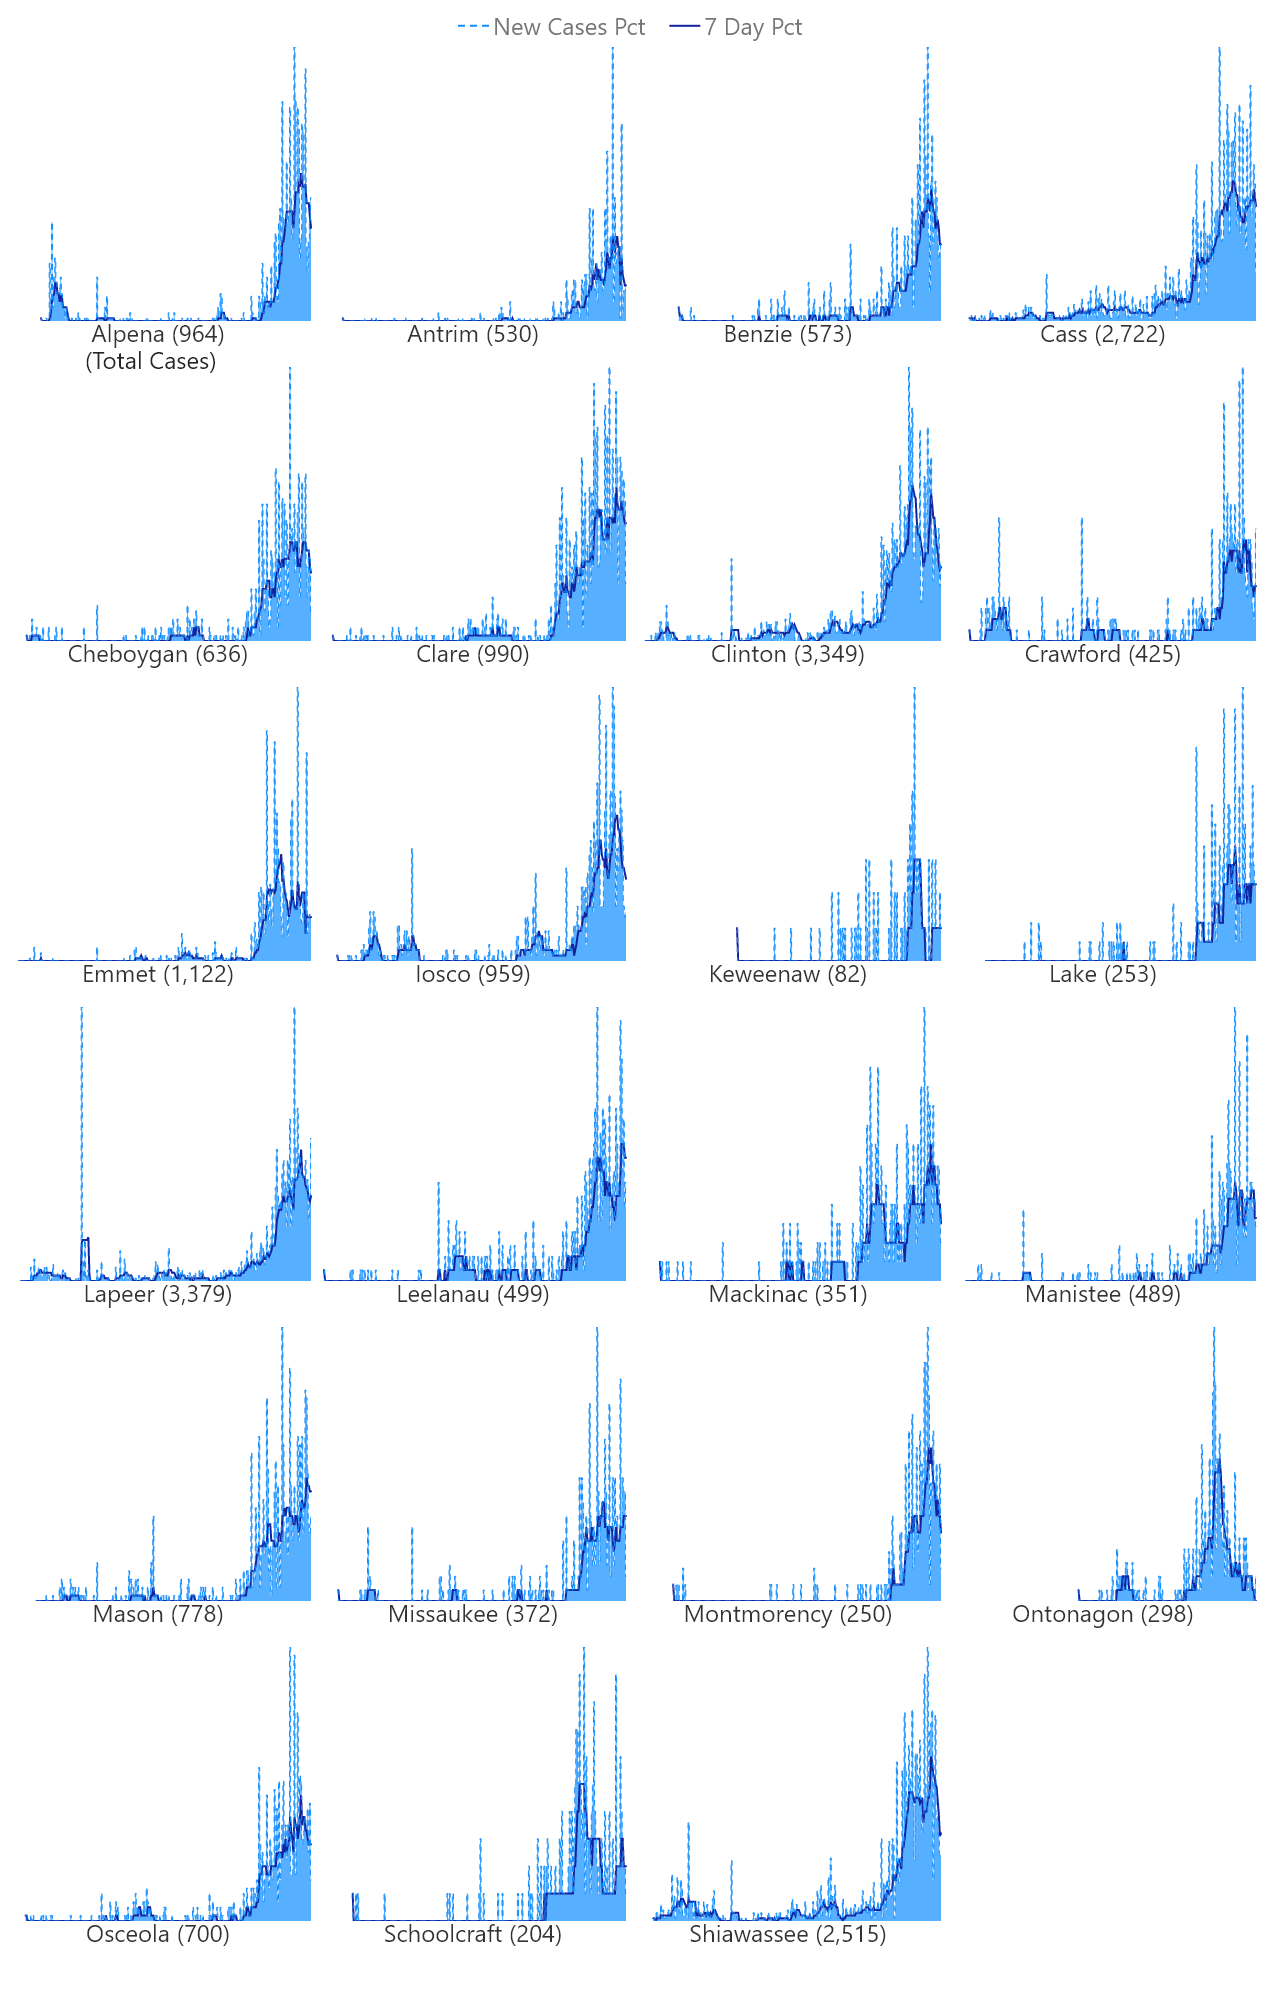 New Cases Pct 7 Day Pct
Alpena (964)
(Total Cases)
Antrim (530)
Benzie (573)
Cass (2,722)
Cheboygan (636)
Clare (990)
Clinton (3,349)
Crawford (425)
Emmet (1,122)
Iosco (959)
Keweenaw (82)
Lake (253)
Lapeer (3,379)
Leelanau (499)
Mackinac (351)
Manistee (489)
Mason (778)
Missaukee (372)
Montmorency (250)
Ontonagon (298)
Osceola (700)
Schoolcraft (204)
Shiawassee (2,515)